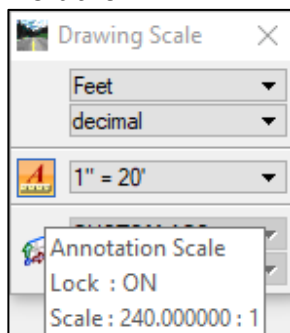 Drawing Scale
Feet
decimal
A
1" = 20'
Annotation Scale
Lock : ON
Scale : 240.000000 : 1